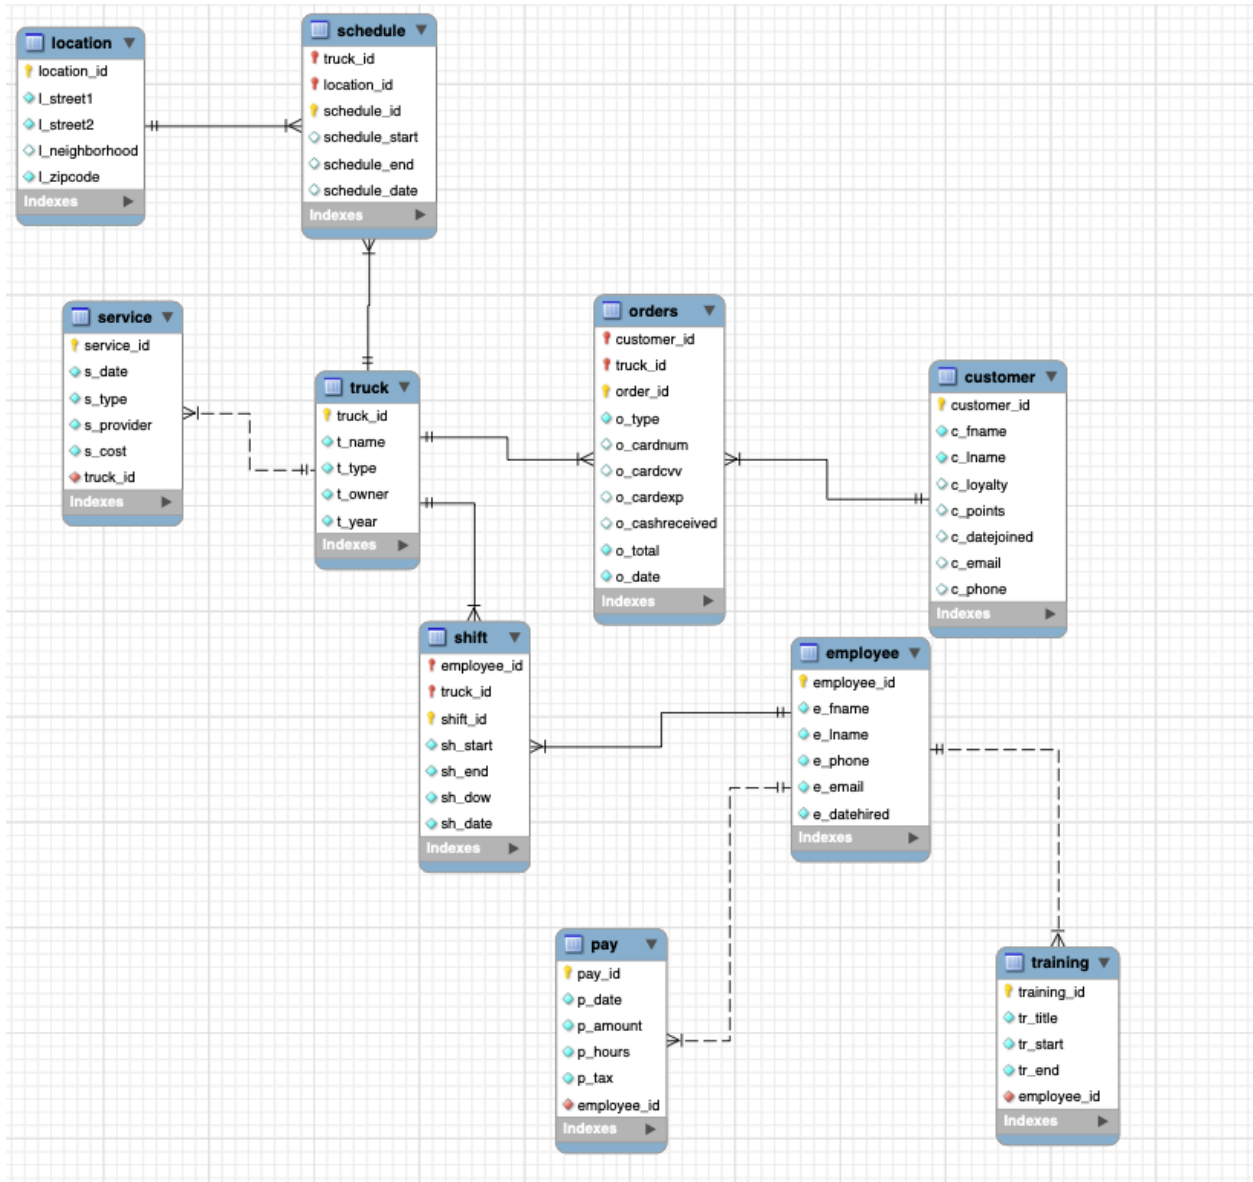 location
location_id
l_street1
l_street2
l_neighborhood
l_zipcode
Indexes
schedule
truck_id
location_id
schedule_id
schedule_start
schedule_end
schedule_date
Indexes
service
service_id
s_date
s_type
s_provider
s_cost
truck_id
Indexes
truck
truck_id
t_name
t_type
t_owner
t_year
Indexes
orders
customer_id
truck_id
order_id
o_type
o_cardnum
o_cardcvv
o_cardexp
o_cashreceived
o_total
o_date
Indexes
customer
customer_id
c_fname
c_lname
c_loyalty
c_points
c_datejoined
c_email
c_phone
Indexes
shift
employee_id
truck_id
shift_id
sh_start
sh_end
sh_dow
sh_date
Indexes
employee
employee_id
e_fname
e_lname
e_phone
e_email
e_datehired
Indexes
pay
pay_id
p_date
p_amount
p_hours
p_tax
employee_id
Indexes
training
training_id
tr_title
tr_start
tr_end
employee_id
Indexes